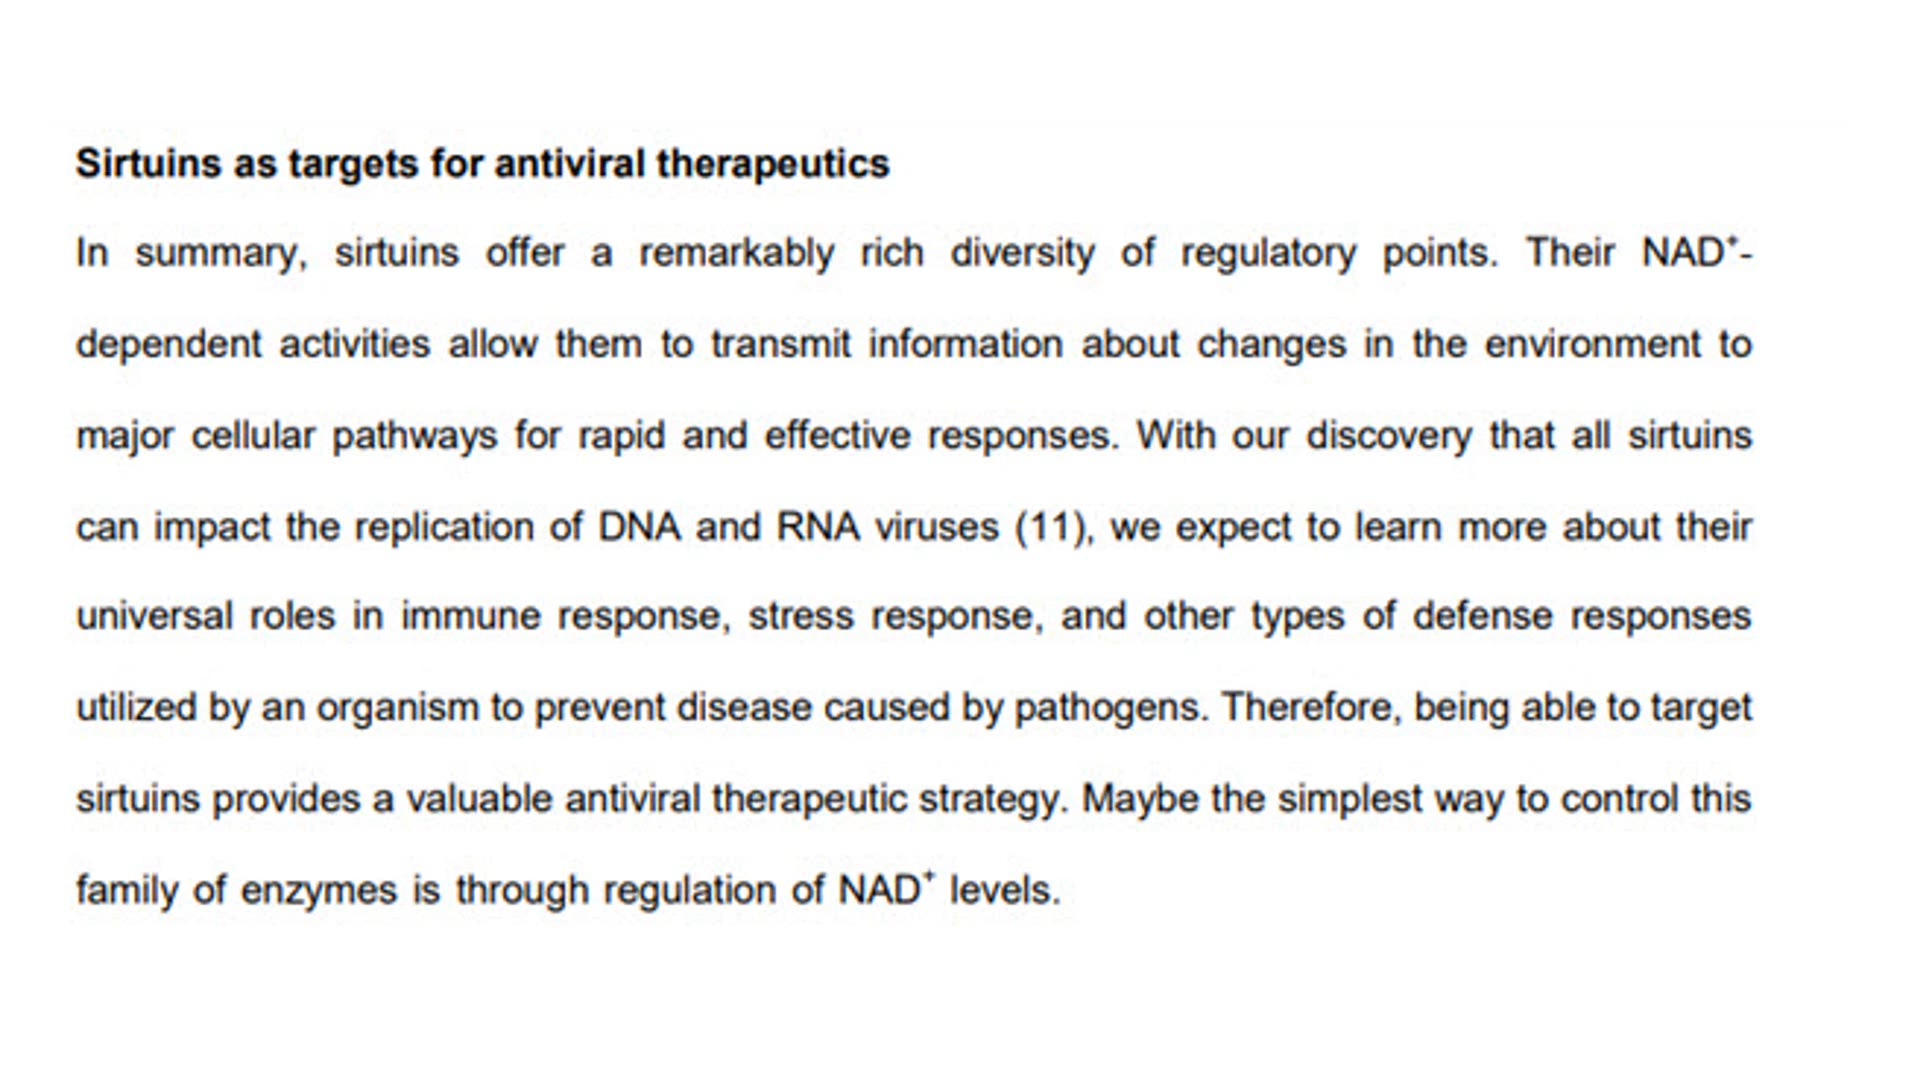 Sirtuins as targets for antiviral therapeutics
In summary, sirtuins offer a remarkably rich diversity of regulatory points. Their NAD⁺-
dependent activities allow them to transmit information about changes in the environment to
major cellular pathways for rapid and effective responses. With our discovery that all sirtuins
can impact the replication of DNA and RNA viruses (11), we expect to learn more about their
universal roles in immune response, stress response, and other types of defense responses
utilized by an organism to prevent disease caused by pathogens. Therefore, being able to target
sirtuins provides a valuable antiviral therapeutic strategy. Maybe the simplest way to control this
family of enzymes is through regulation of NAD⁺ levels.